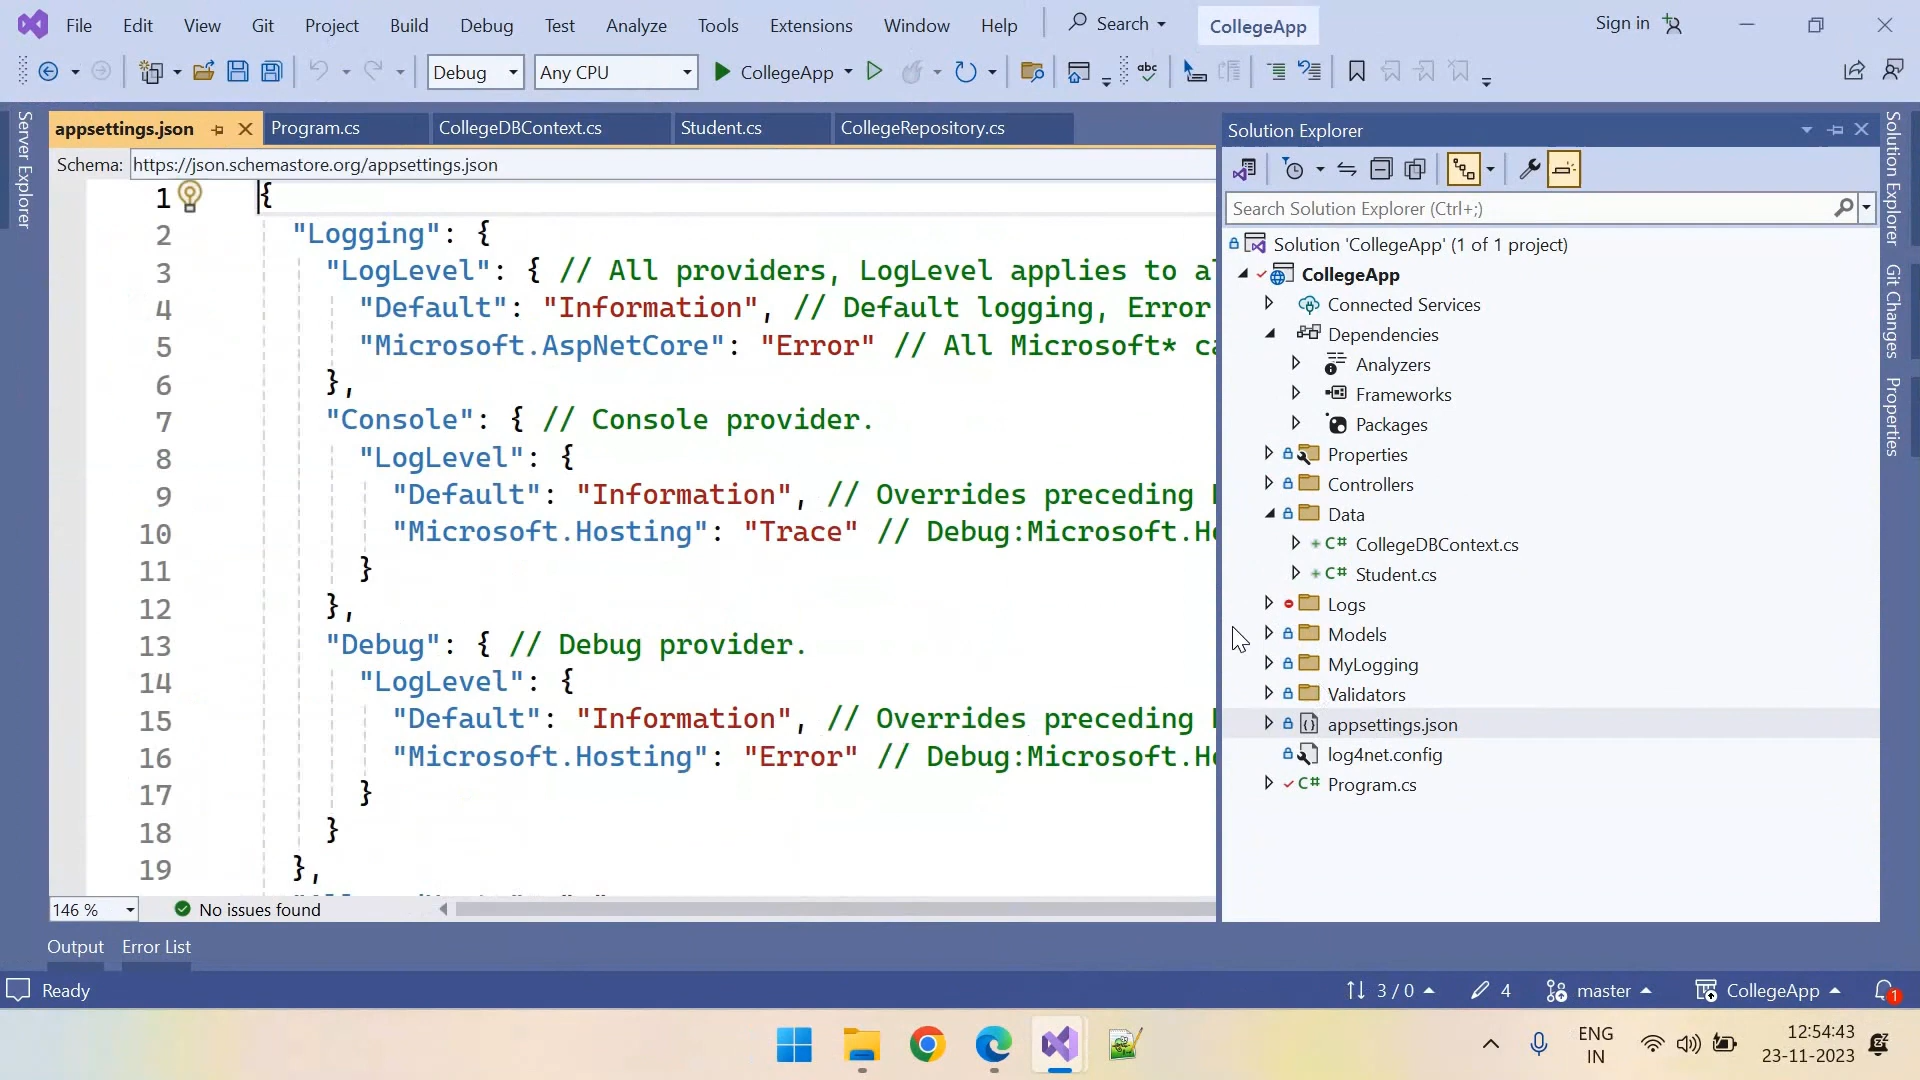 File Edit View Git Project Build Debug Test Analyze Tools Extensions Window Help Search CollegeApp Sign in
Debug Any CPU CollegeApp abc
Server Explorer
appsettings.json Program.cs CollegeDBContext.cs Student.cs CollegeRepository.cs
Schema: https://json.schemastore.org/appsettings.json
1 {
2 "Logging": {
3 "LogLevel": { // All providers, LogLevel applies to al
4 "Default": "Information", // Default logging, Error
5 "Microsoft.AspNetCore": "Error" // All Microsoft* ca
6 },
7 "Console": { // Console provider.
8 "LogLevel": {
9 "Default": "Information", // Overrides preceding
10 "Microsoft.Hosting": "Trace" // Debug:Microsoft.Ho
11 }
12 },
13 "Debug": { // Debug provider.
14 "LogLevel": {
15 "Default": "Information", // Overrides preceding
16 "Microsoft.Hosting": "Error" // Debug:Microsoft.Ho
17 }
18 }
19 },
146 % No issues found
Solution Explorer
Search Solution Explorer (Ctrl+;)
Solution 'CollegeApp' (1 of 1 project)
CollegeApp
Connected Services
Dependencies
Analyzers
Frameworks
Packages
Properties
Controllers
Data
C# CollegeDBContext.cs
C# Student.cs
Logs
Models
MyLogging
Validators
appsettings.json
log4net.config
C# Program.cs
Solution Explorer
Git Changes
Properties
Output Error List
Ready 3 / 0 4 master CollegeApp 1
ENG
IN
12:54:43
23-11-2023